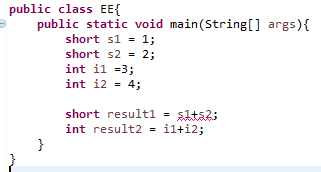 public class EE{
    public static void main(String[] args){
        short s1 = 1;
        short s2 = 2;
        int i1 =3;
        int i2 = 4;

        short result1 = s1+s2;
        int result2 = i1+i2;
    }
}